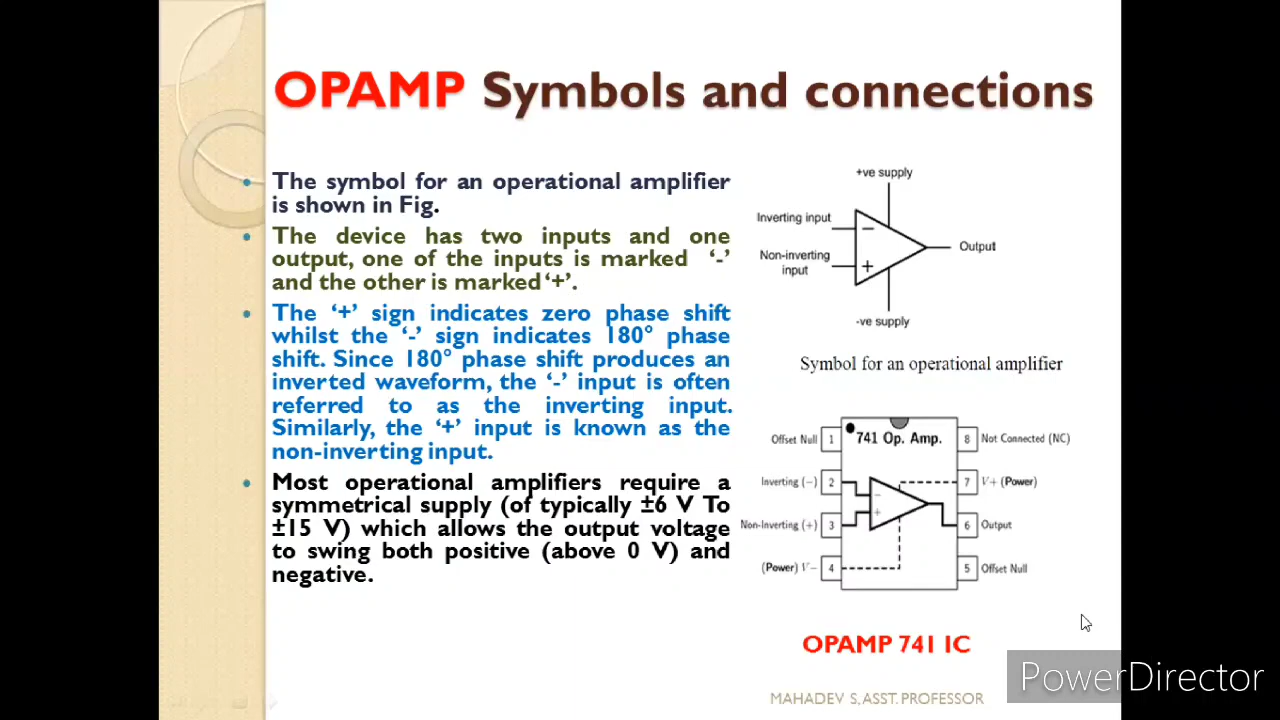 OPAMP Symbols and connections
The symbol for an operational amplifier
is shown in Fig.
The device has two inputs and one
output, one of the inputs is marked ‘-’
and the other is marked ‘+’.
The ‘+’ sign indicates zero phase shift
whilst the ‘-’ sign indicates 180° phase
shift. Since 180° phase shift produces an
inverted waveform, the ‘-’ input is often
referred to as the inverting input.
Similarly, the ‘+’ input is known as the
non-inverting input.
Most operational amplifiers require a
symmetrical supply (of typically ±6 V To
±15 V) which allows the output voltage
to swing both positive (above 0 V) and
negative.
+ve supply
Inverting input
−
Non-inverting
input
+
Output
-ve supply
Symbol for an operational amplifier
741 Op. Amp.
Offset Null 1
8 Not Connected (NC)
Inverting (−) 2
−
7 V+ (Power)
Non-Inverting (+) 3
+
6 Output
(Power) V− 4
5 Offset Null
OPAMP 741 IC
MAHADEV S, ASST. PROFESSOR
PowerDirector